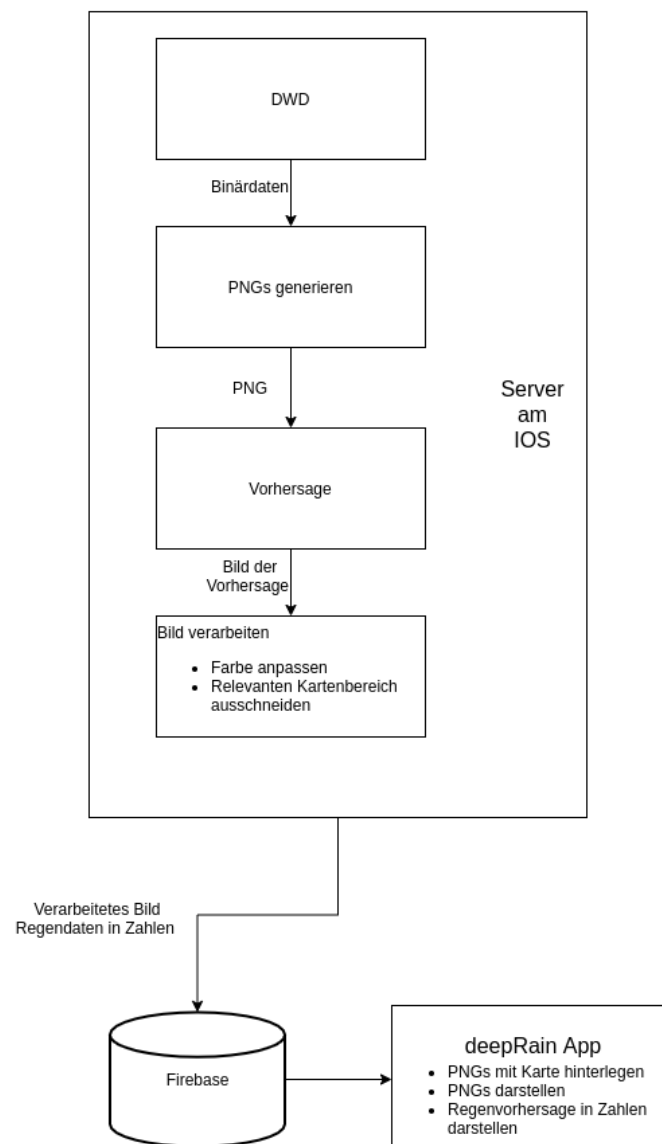 DWD
Binärdaten
PNGs generieren
PNG
Server
am
IOS
Vorhersage
Bild der
Vorhersage
Bild verarbeiten
Farbe anpassen
Relevanten Kartenbereich
ausschneiden
Verarbeitetes Bild
Regendaten in Zahlen
Firebase
deepRain App
PNGs mit Karte hinterlegen
PNGs darstellen
Regenvorhersage in Zahlen
darstellen